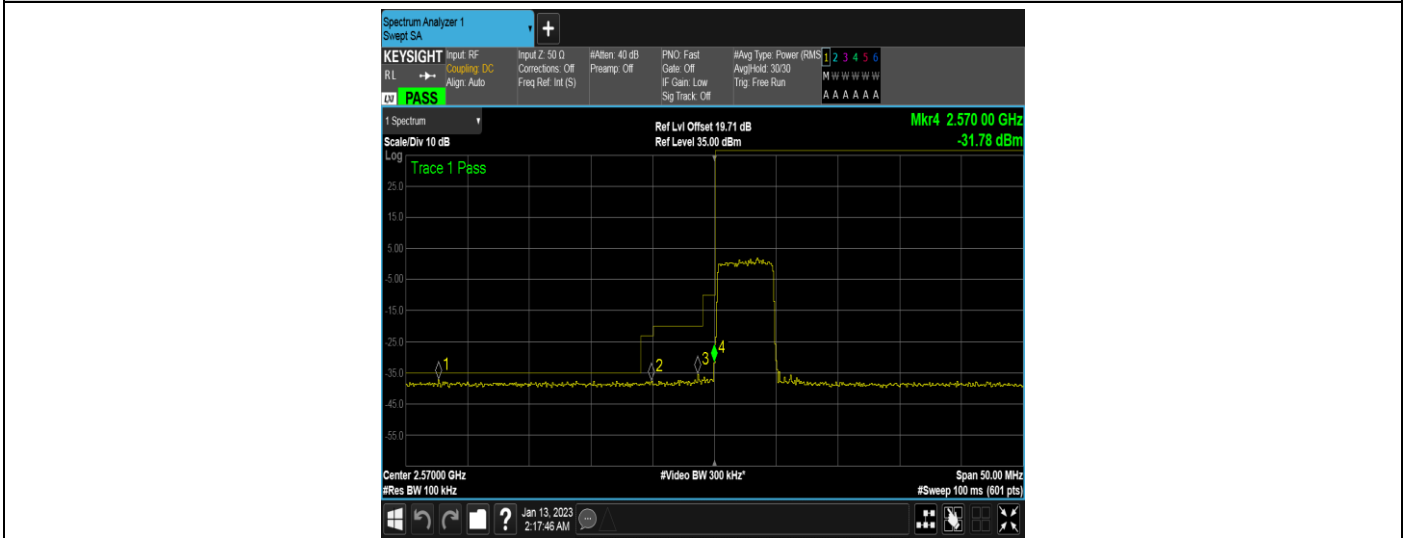 Spectrum Analyzer 1
Swept SA
+
KEYSIGHT
RL
LXI PASS
Input: RF
Coupling: DC
Align: Auto
Input Z: 50 Ω
Corrections: Off
Freq Ref: Int (S)
#Atten: 40 dB
Preamp: Off
PNO: Fast
Gate: Off
IF Gain: Low
Sig Track: Off
#Avg Type: Power (RMS
Avg|Hold: 30/30
Trig: Free Run
1 2 3 4 5 6
M W W W W W
A A A A A A
1 Spectrum
Scale/Div 10 dB
Ref Lvl Offset 19.71 dB
Ref Level 35.00 dBm
Mkr4 2.570 00 GHz
-31.78 dBm
Log
Trace 1 Pass
25.0
15.0
5.00
-5.00
-15.0
-25.0
-35.0
-45.0
-55.0
1
2
3
4
Center 2.57000 GHz
#Res BW 100 kHz
#Video BW 300 kHz*
Span 50.00 MHz
#Sweep 100 ms (601 pts)
?
Jan 13, 2023
2:17:46 AM